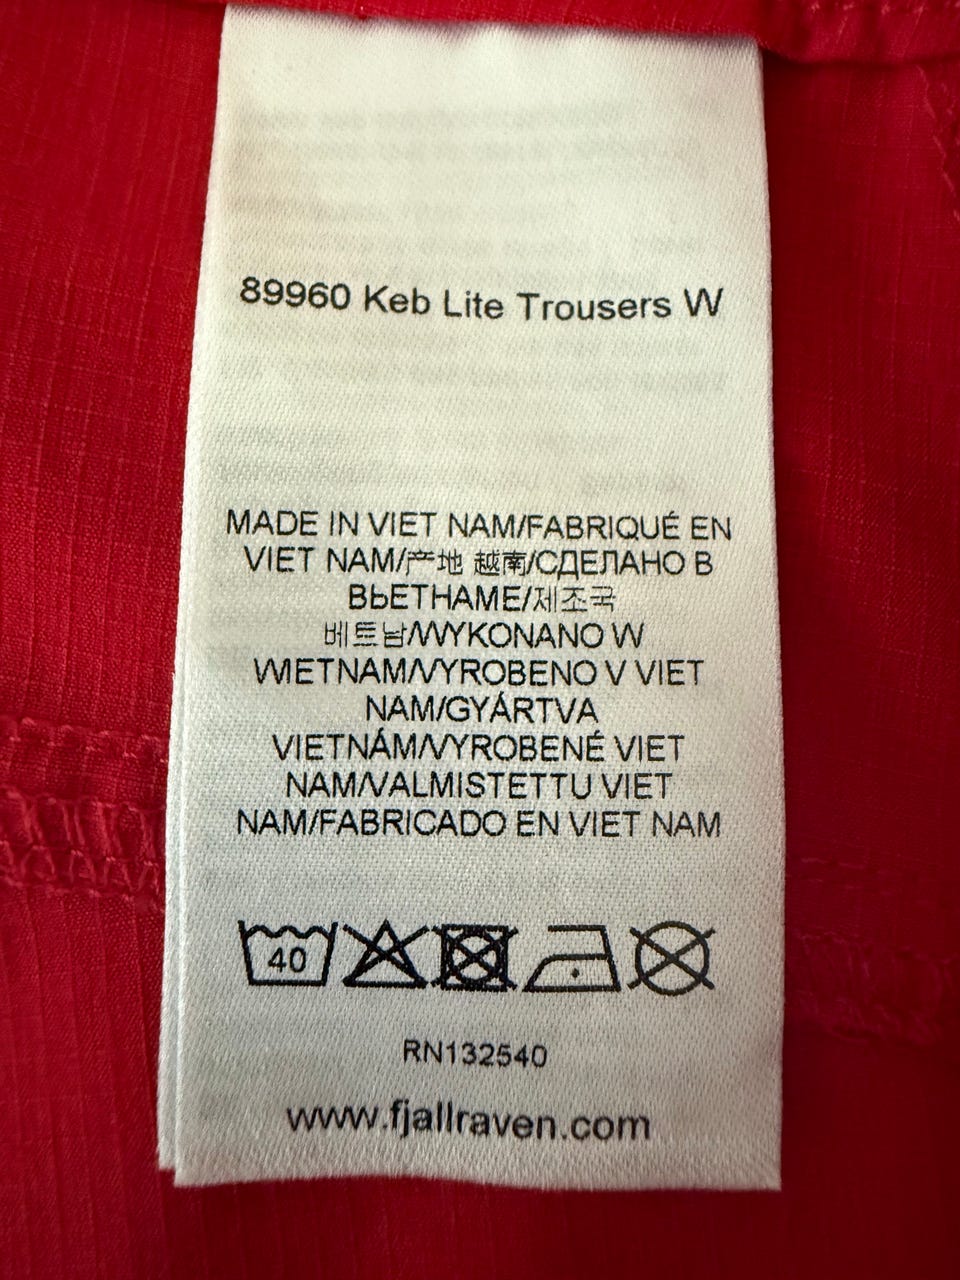 89960 Keb Lite Trousers W
MADE IN VIET NAM/FABRIQUÉ EN
VIET NAM/产地 越南/СДЕЛАНО В
ВЬЕТНАМЕ/제조국
베트남/WYKONANO W
WIETNAM/VYROBENO V VIET
NAM/GYÁRTVA
VIETNÁM/VYROBENÉ VIET
NAM/VALMISTETTU VIET
NAM/FABRICADO EN VIET NAM
40
RN132540
www.fjallraven.com